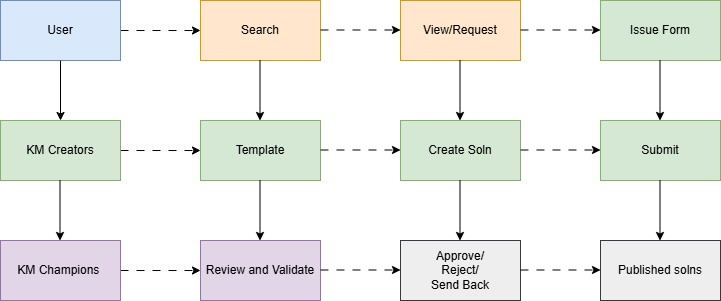 User
Search
View/Request
Issue Form
KM Creators
Template
Create Soln
Submit
KM Champions
Review and Validate
Approve/
Reject/
Send Back
Published solns